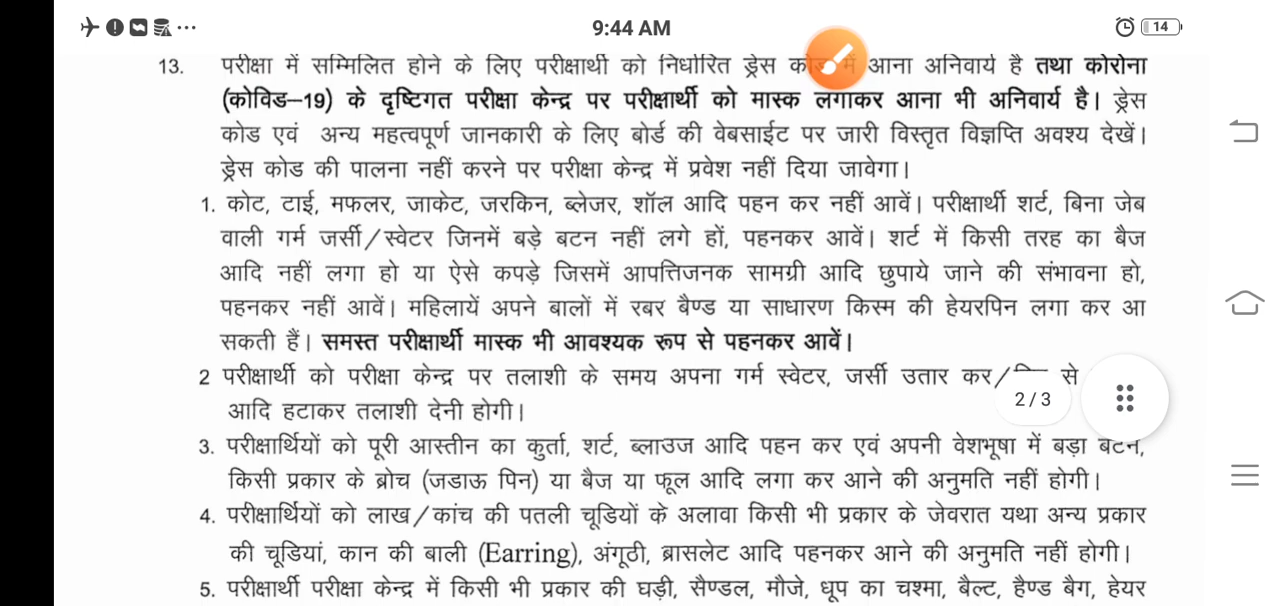 9:44 AM
14
13. परीक्षा में सम्मिलित होने के लिए परीक्षार्थी को निर्धारित ड्रेस में आना अनिवार्य है तथा कोरोना
(कोविड–19) के दृष्टिगत परीक्षा केन्द्र पर परीक्षार्थी को मास्क लगाकर आना भी अनिवार्य है। ड्रेस
कोड एवं अन्य महत्वपूर्ण जानकारी के लिए बोर्ड की वेबसाईट पर जारी विस्तृत विज्ञप्ति अवश्य देखें।
ड्रेस कोड की पालना नहीं करने पर परीक्षा केन्द्र में प्रवेश नहीं दिया जावेगा।
1. कोट, टाई, मफलर, जाकेट, जरकिन, ब्लेजर, शॉल आदि पहन कर नहीं आवें। परीक्षार्थी शर्ट, बिना जेब
वाली गर्म जर्सी/स्वेटर जिनमें बड़े बटन नहीं लगे हों, पहनकर आवें। शर्ट में किसी तरह का बैज
आदि नहीं लगा हो या ऐसे कपड़े जिसमें आपत्तिजनक सामग्री आदि छुपाये जाने की संभावना हो,
पहनकर नहीं आवें। महिलायें अपने बालों में रबर बैण्ड या साधारण किस्म की हेयरपिन लगा कर आ
सकती हैं। समस्त परीक्षार्थी मास्क भी आवश्यक रूप से पहनकर आवें।
2 परीक्षार्थी को परीक्षा केन्द्र पर तलाशी के समय अपना गर्म स्वेटर, जर्सी उतार कर/ से
2/3
आदि हटाकर तलाशी देनी होगी।
3. परीक्षार्थियों को पूरी आस्तीन का कुर्ता, शर्ट, ब्लाउज आदि पहन कर एवं अपनी वेशभूषा में बड़ा बटन,
किसी प्रकार के ब्रोच (जडाऊ पिन) या बैज या फूल आदि लगा कर आने की अनुमति नहीं होगी।
4. परीक्षार्थियों को लाख/कांच की पतली चूडियों के अलावा किसी भी प्रकार के जेवरात यथा अन्य प्रकार
की चूडियां, कान की बाली (Earring), अंगूठी, ब्रासलेट आदि पहनकर आने की अनुमति नहीं होगी।
5. परीक्षार्थी परीक्षा केन्द्र में किसी भी प्रकार की घड़ी, सैण्डल, मौजे, धूप का चश्मा, बैल्ट, हैण्ड बैग, हेयर